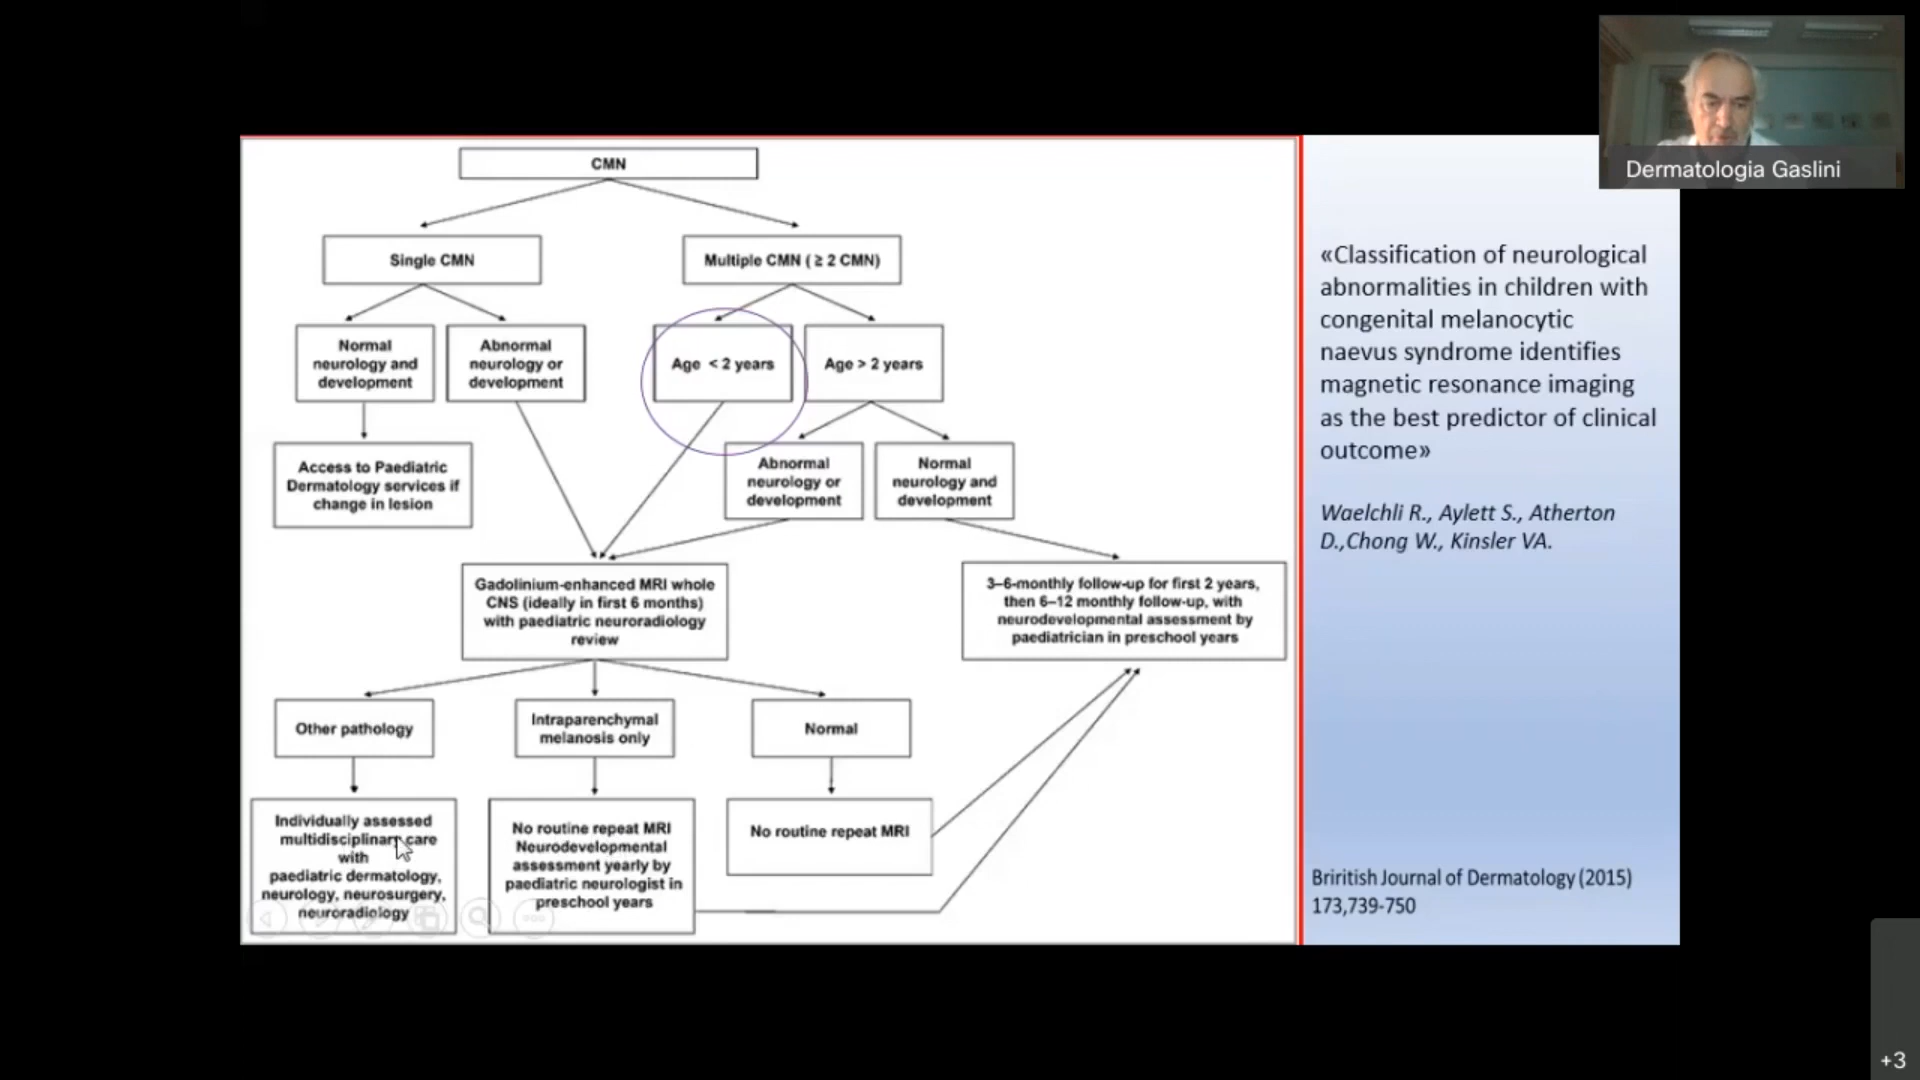 Dermatologia Gaslini
CMN
Single CMN
Multiple CMN ( ≥ 2 CMN)
Normal
neurology and
development
Abnormal
neurology or
development
Age < 2 years
Age > 2 years
Access to Paediatric
Dermatology services if
change in lesion
Abnormal
neurology or
development
Normal
neurology and
development
Gadolinium-enhanced MRI whole
CNS (ideally in first 6 months)
with paediatric neuroradiology
review
3–6-monthly follow-up for first 2 years,
then 6–12 monthly follow-up, with
neurodevelopmental assessment by
paediatrician in preschool years
Other pathology
Intraparenchymal
melanosis only
Normal
Individually assessed
multidisciplinary care
with
paediatric dermatology,
neurology, neurosurgery,
neuroradiology
No routine repeat MRI
Neurodevelopmental
assessment yearly by
paediatric neurologist in
preschool years
No routine repeat MRI
«Classification of neurological
abnormalities in children with
congenital melanocytic
naevus syndrome identifies
magnetic resonance imaging
as the best predictor of clinical
outcome»
Waelchli R., Aylett S., Atherton
D.,Chong W., Kinsler VA.
Briritish Journal of Dermatology (2015)
173,739-750
+3